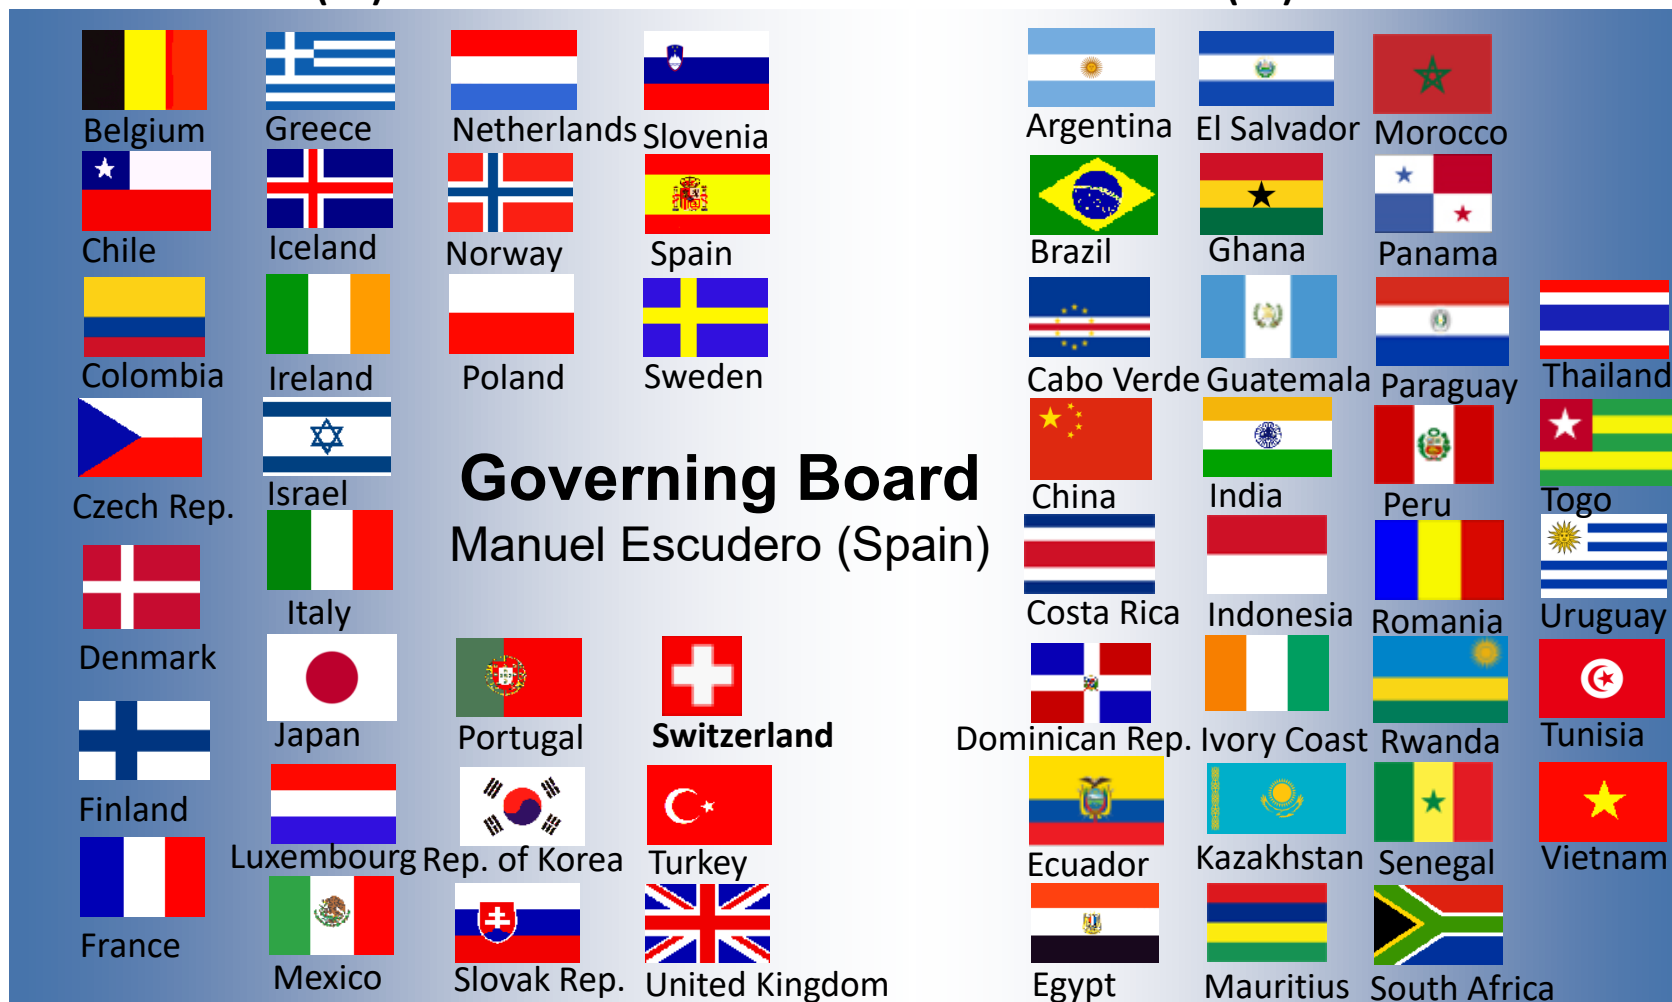 Belgium
Greece
Netherlands
Slovenia
Chile
Iceland
Norway
Spain
Colombia
Ireland
Poland
Sweden
Czech Rep.
Israel
Denmark
Italy
Finland
Japan
Portugal
Switzerland
France
Luxembourg
Rep. of Korea
Turkey
Mexico
Slovak Rep.
United Kingdom
Governing Board
Manuel Escudero (Spain)
Argentina
El Salvador
Morocco
Brazil
Ghana
Panama
Cabo Verde
Guatemala
Paraguay
Thailand
China
India
Peru
Togo
Costa Rica
Indonesia
Romania
Uruguay
Dominican Rep.
Ivory Coast
Rwanda
Tunisia
Ecuador
Kazakhstan
Senegal
Vietnam
Egypt
Mauritius
South Africa